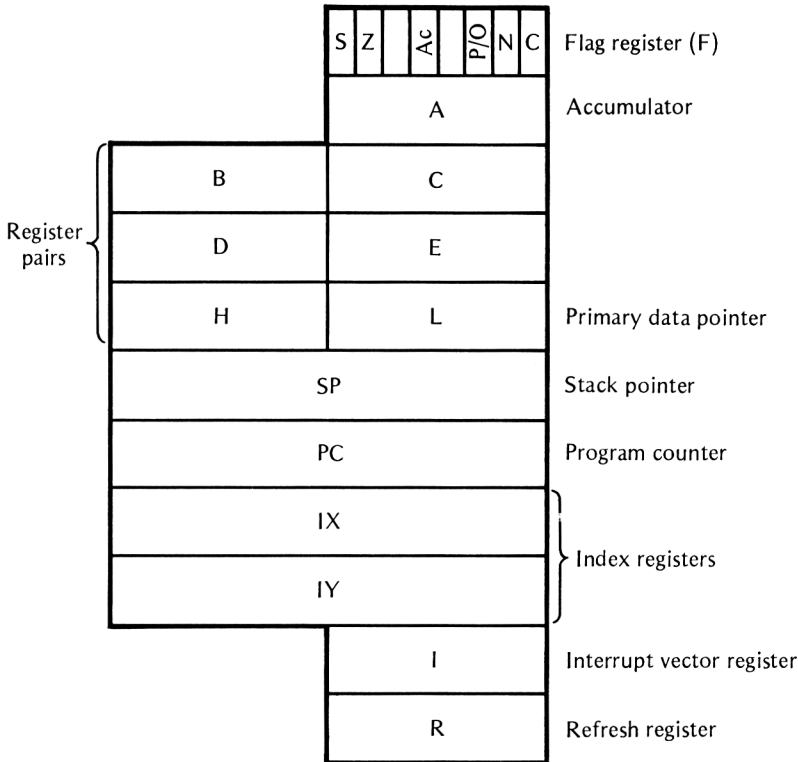 S Z Ac P/O N C Flag register (F)
A Accumulator
B C
D E
Register
pairs
H L Primary data pointer
SP Stack pointer
PC Program counter
IX
Index registers
IY
I Interrupt vector register
R Refresh register